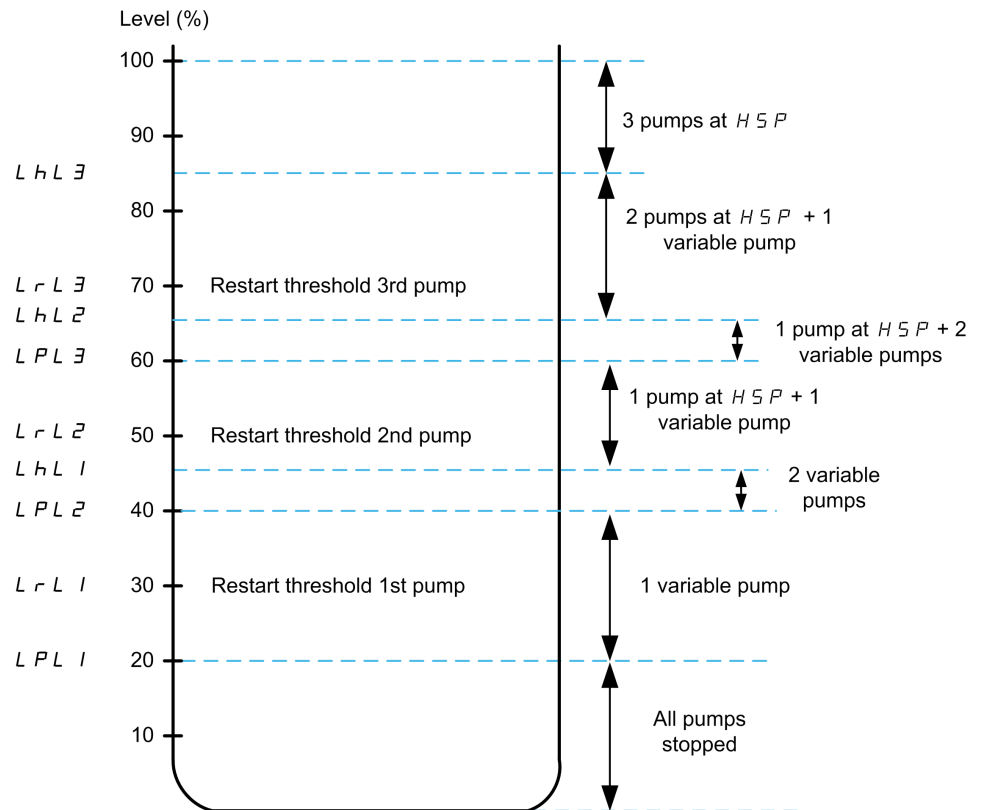 Level (%)
100
3 pumps at HSP
90
LhL3
2 pumps at HSP + 1
variable pump
80
LrL3 70 Restart threshold 3rd pump
LhL2
1 pump at HSP + 2
variable pumps
LPL3 60
1 pump at HSP + 1
variable pump
LrL2 50 Restart threshold 2nd pump
LhL1
2 variable
pumps
LPL2 40
LrL1 30 Restart threshold 1st pump 1 variable pump
LPL1 20
All pumps
stopped
10